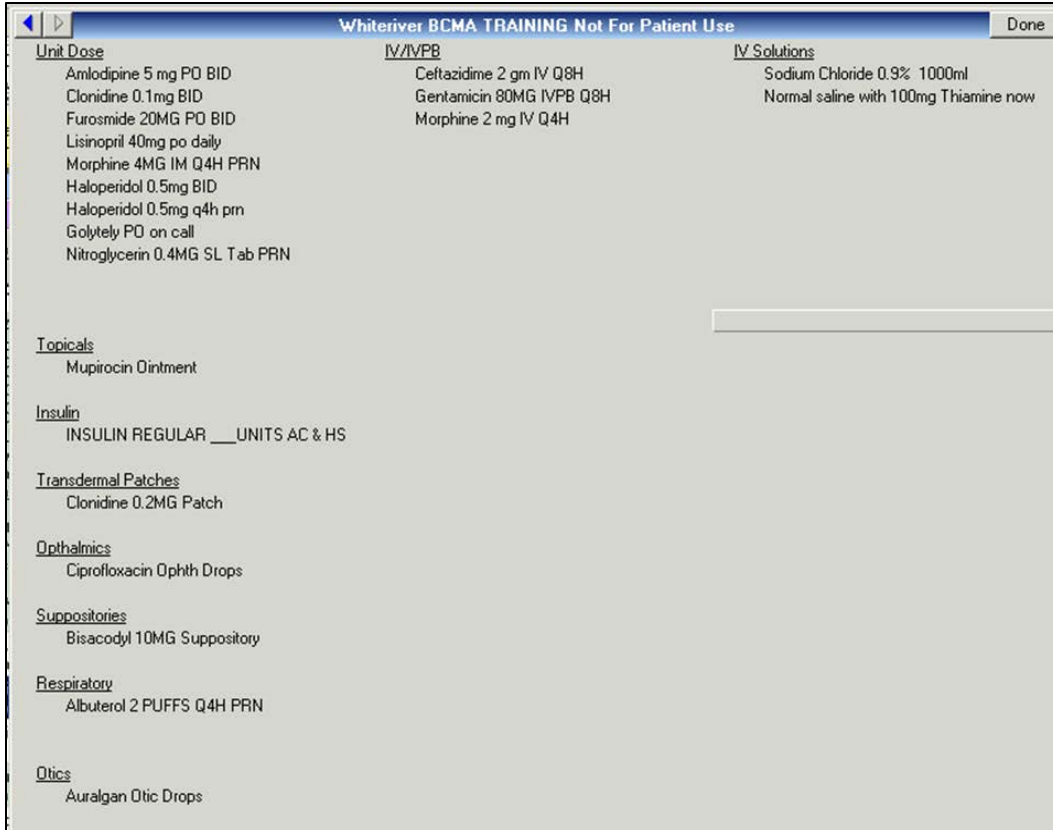 Whiteriver BCMA TRAINING Not For Patient Use
Done
Unit Dose
Amlodipine 5 mg PO BID
Clonidine 0.1mg BID
Furosmide 20MG PO BID
Lisinopril 40mg po daily
Morphine 4MG IM Q4H PRN
Haloperidol 0.5mg BID
Haloperidol 0.5mg q4h prn
Golytely PO on call
Nitroglycerin 0.4MG SL Tab PRN
IV/IVPB
Ceftazidime 2 gm IV Q8H
Gentamicin 80MG IVPB Q8H
Morphine 2 mg IV Q4H
IV Solutions
Sodium Chloride 0.9% 1000ml
Normal saline with 100mg Thiamine now
Topicals
Mupirocin Ointment
Insulin
INSULIN REGULAR ___UNITS AC & HS
Transdermal Patches
Clonidine 0.2MG Patch
Opthalmics
Ciprofloxacin Ophth Drops
Suppositories
Bisacodyl 10MG Suppository
Respiratory
Albuterol 2 PUFFS Q4H PRN
Otics
Auralgan Otic Drops